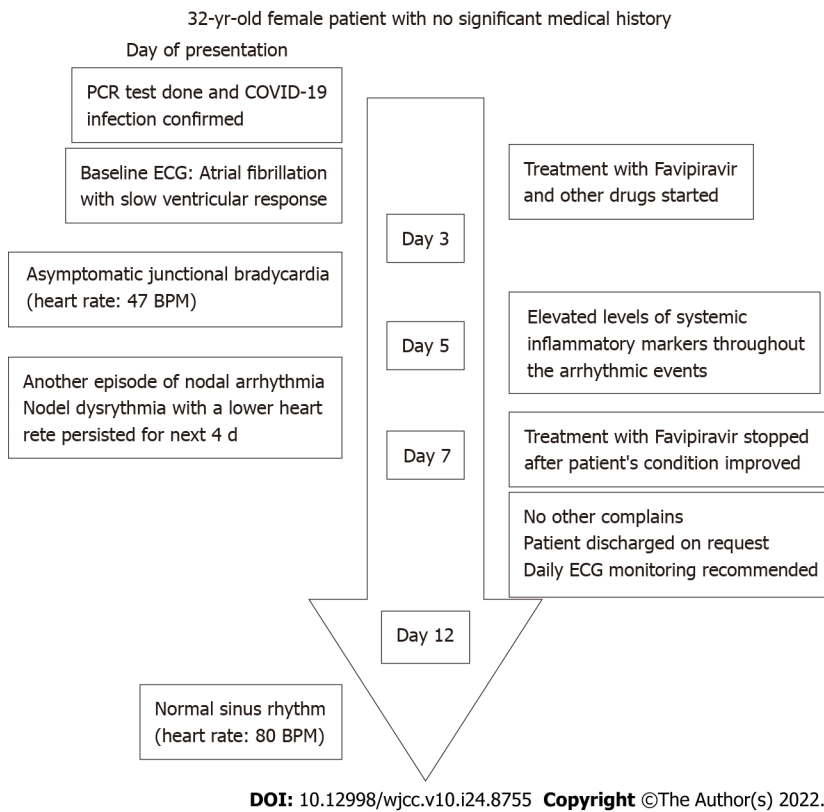 32-yr-old female patient with no significant medical history
Day of presentation
PCR test done and COVID-19
infection confirmed
Baseline ECG: Atrial fibrillation
with slow ventricular response
Treatment with Favipiravir
and other drugs started
Day 3
Asymptomatic junctional bradycardia
(heart rate: 47 BPM)
Elevated levels of systemic
inflammatory markers throughout
the arrhythmic events
Day 5
Another episode of nodal arrhythmia
Nodel dysrythmia with a lower heart
rete persisted for next 4 d
Day 7
Treatment with Favipiravir stopped
after patient's condition improved
No other complains
Patient discharged on request
Daily ECG monitoring recommended
Day 12
Normal sinus rhythm
(heart rate: 80 BPM)
DOI: 10.12998/wjcc.v10.i24.8755 Copyright ©The Author(s) 2022.